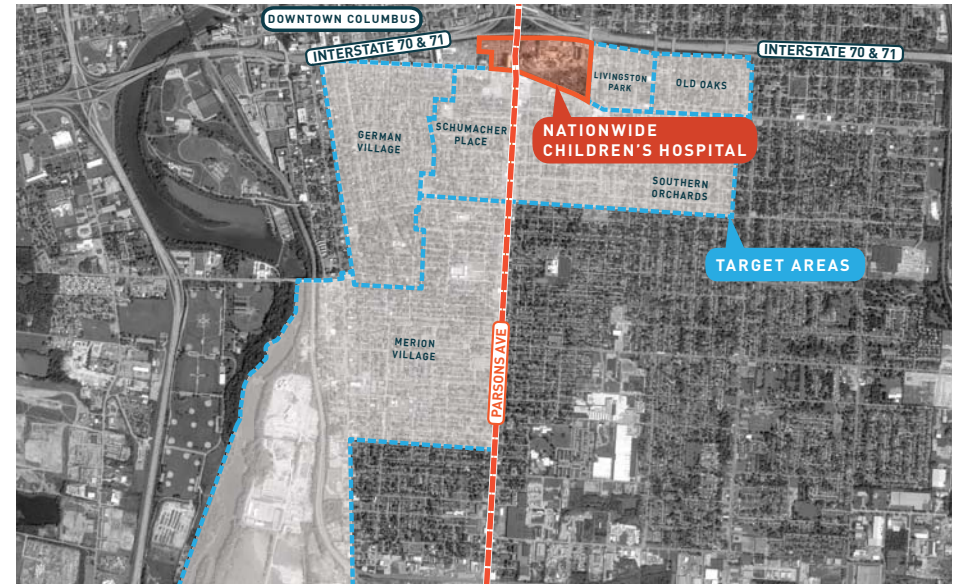 DOWNTOWN COLUMBUS
INTERSTATE 70 & 71
INTERSTATE 70 & 71
LIVINGSTON
PARK
OLD OAKS
GERMAN
VILLAGE
SCHUMACHER
PLACE
NATIONWIDE
CHILDREN'S HOSPITAL
SOUTHERN
ORCHARDS
TARGET AREAS
MERION
VILLAGE
PARSONS AVE